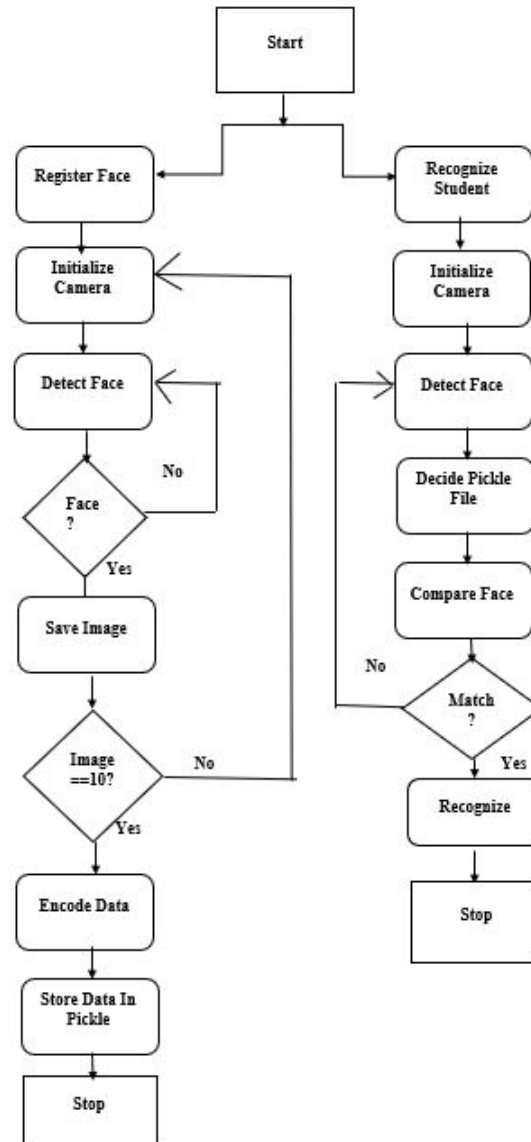 Start
Register Face
Initialize
Camera
Detect Face
No
Face
?
Yes
Save Image
Image
==10?
No
Yes
Encode Data
Store Data In
Pickle
Stop
Recognize
Student
Initialize
Camera
Detect Face
Decide Pickle
File
Compare Face
No
Match
?
Yes
Recognize
Stop